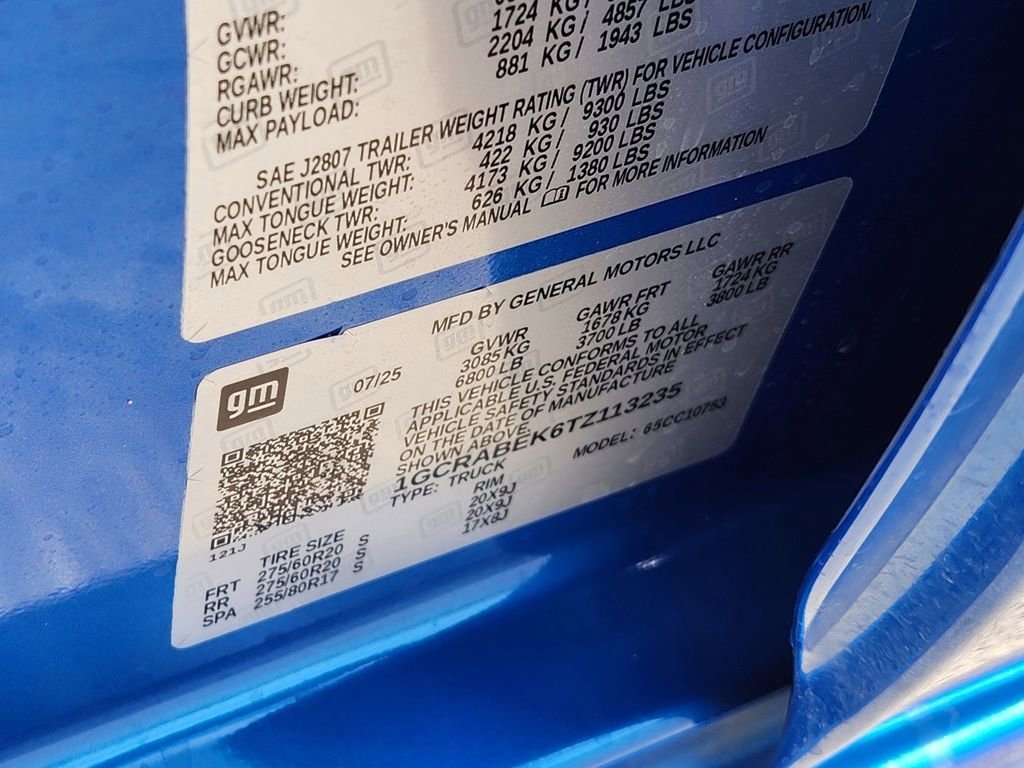 GVWR:
GCWR:
RGAWR: 1724 KG/
CURB WEIGHT: 2204 KG/ 4857 LBS
MAX PAYLOAD: 881 KG/ 1943 LBS
SAE J2807 TRAILER WEIGHT RATING (TWR) FOR VEHICLE CONFIGURATION.
CONVENTIONAL TWR: 4218 KG/ 9300 LBS
MAX TONGUE WEIGHT: 422 KG/ 930 LBS
GOOSENECK TWR: 4173 KG/ 9200 LBS
MAX TONGUE WEIGHT: 626 KG/ 1380 LBS
SEE OWNER'S MANUAL FOR MORE INFORMATION
MFD BY GENERAL MOTORS LLC
gm
07/25
GVWR GAWR FRT GAWR RR
3085 KG 1678 KG 1724 KG
6800 LB 3700 LB 3800 LB
THIS VEHICLE CONFORMS TO ALL
APPLICABLE U.S. FEDERAL MOTOR
VEHICLE SAFETY STANDARDS IN EFFECT
ON THE DATE OF MANUFACTURE
SHOWN ABOVE.
1GCRABEK6TZ113235
TYPE: TRUCK MODEL: 65CC10753
121J
TIRE SIZE RIM
FRT 275/60R20 S 20X9J
RR 275/60R20 S 20X9J
SPA 255/80R17 S 17X8J